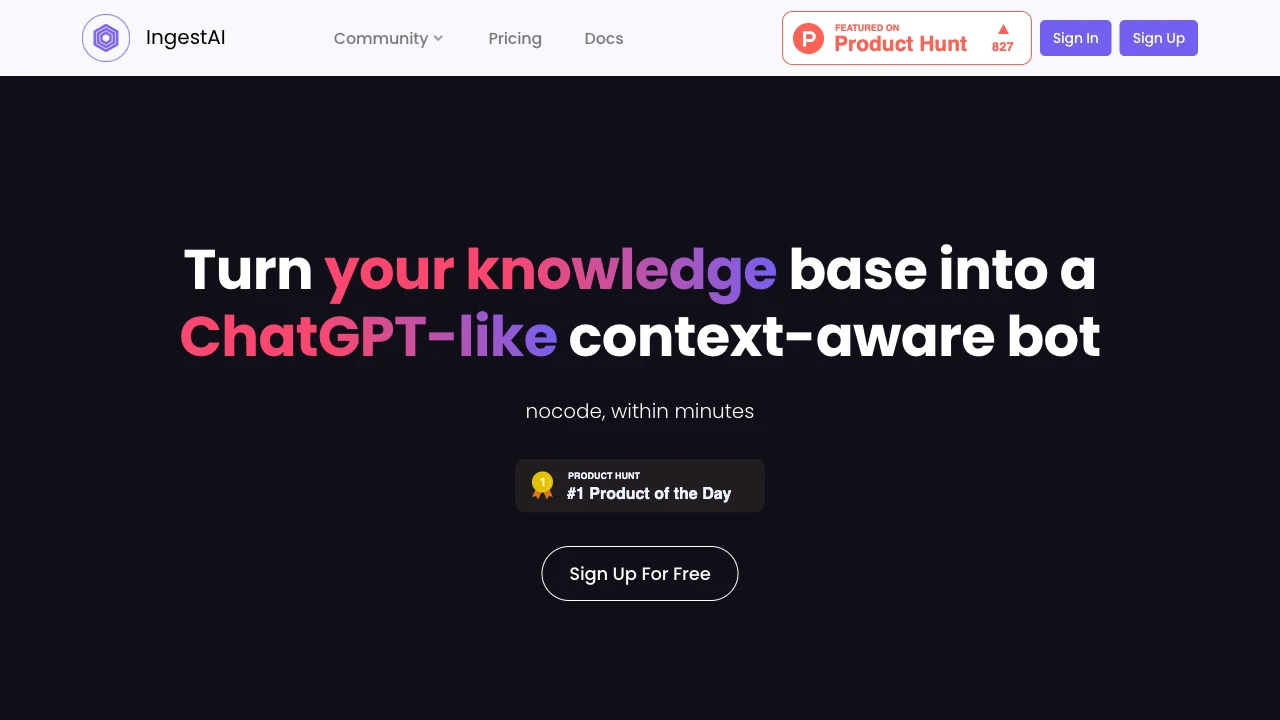 IngestAI
Community
Pricing
Docs
FEATURED ON
Product Hunt
827
Sign In
Sign Up
Turn your knowledge base into a
ChatGPT-like context-aware bot
nocode, within minutes
1
PRODUCT HUNT
#1 Product of the Day
Sign Up For Free